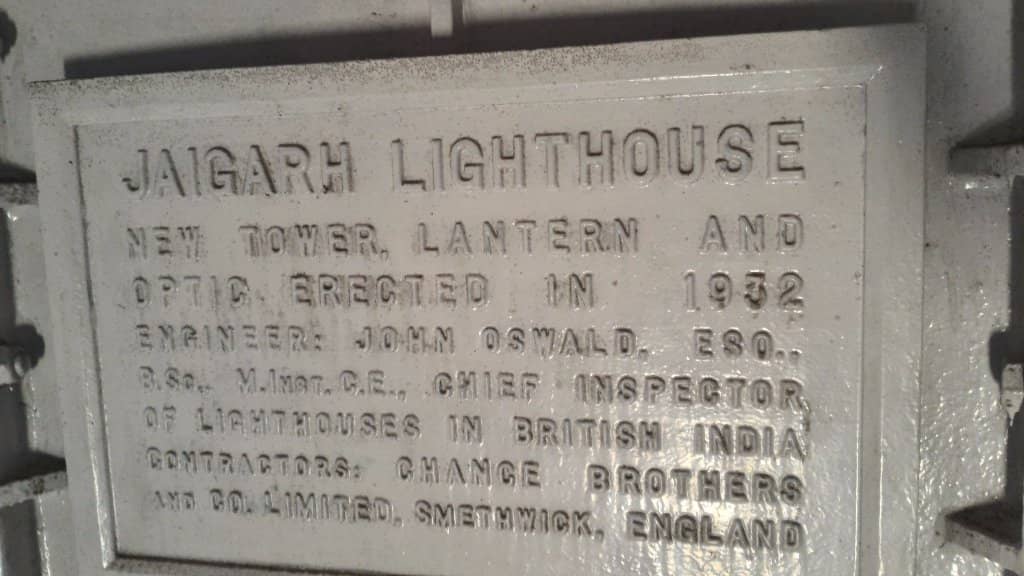 JAIGARH LIGHTHOUSE
NEW TOWER, LANTERN AND
OPTIC ERECTED IN 1932
ENGINEER: JOHN OSWALD, ESQ.,
B.SC., M.INST.C.E., CHIEF INSPECTOR
OF LIGHTHOUSES IN BRITISH INDIA
CONTRACTORS: CHANCE BROTHERS
AND CO. LIMITED, SMETHWICK, ENGLAND